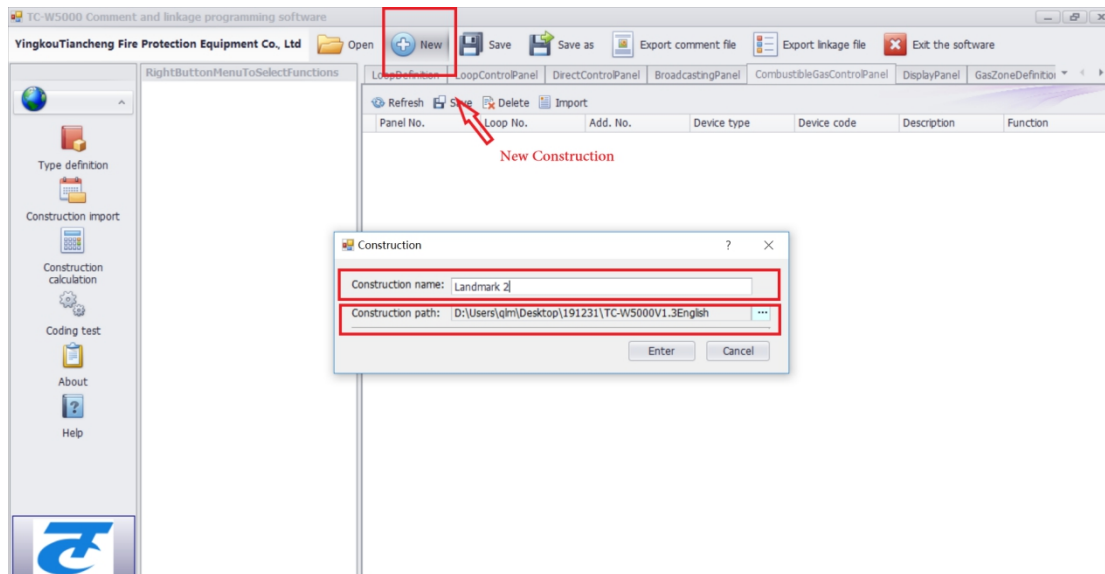 TC-W5000 Comment and linkage programming software
YingkouTiancheng Fire Protection Equipment Co., Ltd Open New Save Save as Export comment file Export linkage file Exit the software
RightButtonMenuToSelectFunctions
LoopDefinition LoopControlPanel DirectControlPanel BroadcastingPanel CombustibleGasControlPanel DisplayPanel GasZoneDefinitio
Refresh Save Delete Import
Panel No. Loop No. Add. No. Device type Device code Description Function
New Construction
Type definition
Construction import
Construction
calculation
Coding test
About
Help
Construction
Construction name: Landmark 2
Construction path: D:\Users\qlm\Desktop\191231\TC-W5000V1.3English ...
Enter Cancel